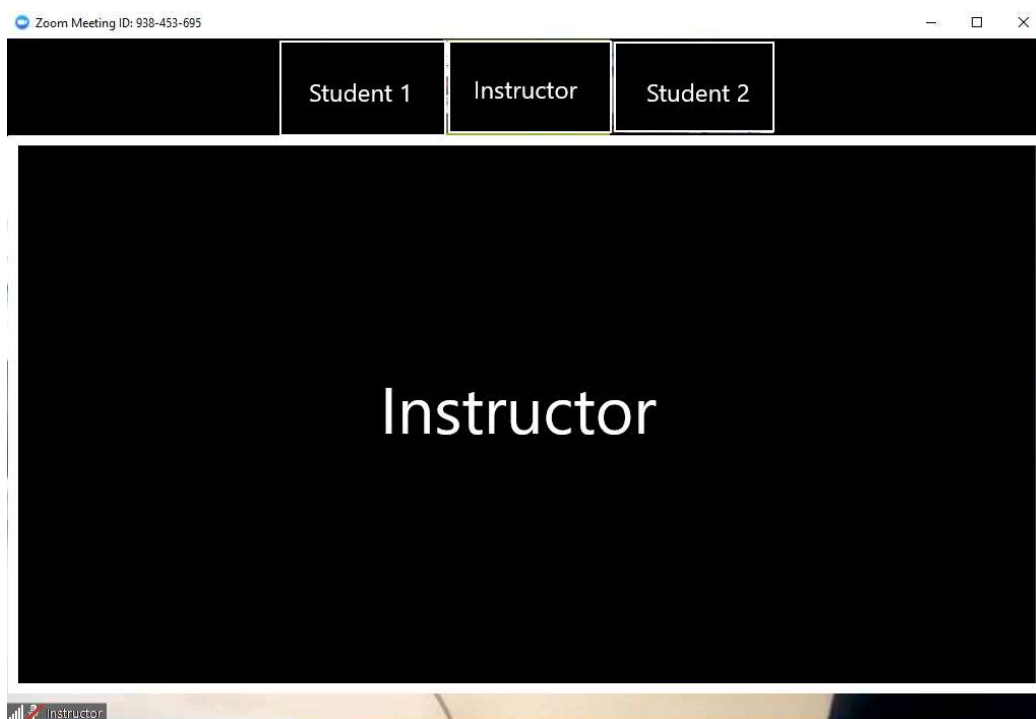 Zoom Meeting ID: 938-453-695
Student 1
Instructor
Student 2
Instructor
Instructor